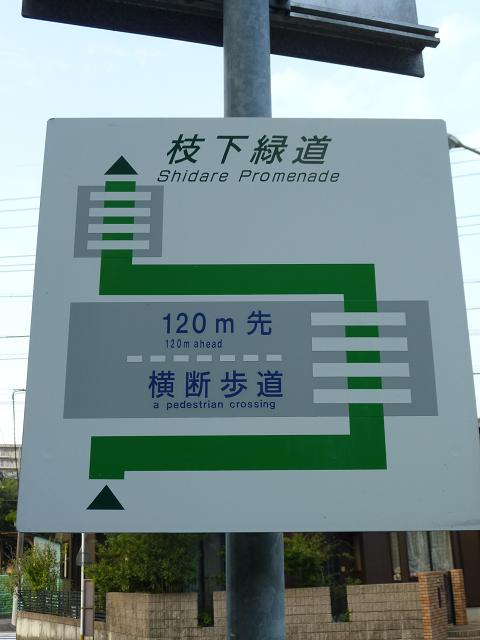 枝下緑道
Shidare Promenade
120m先
120m ahead
横断歩道
a pedestrian crossing